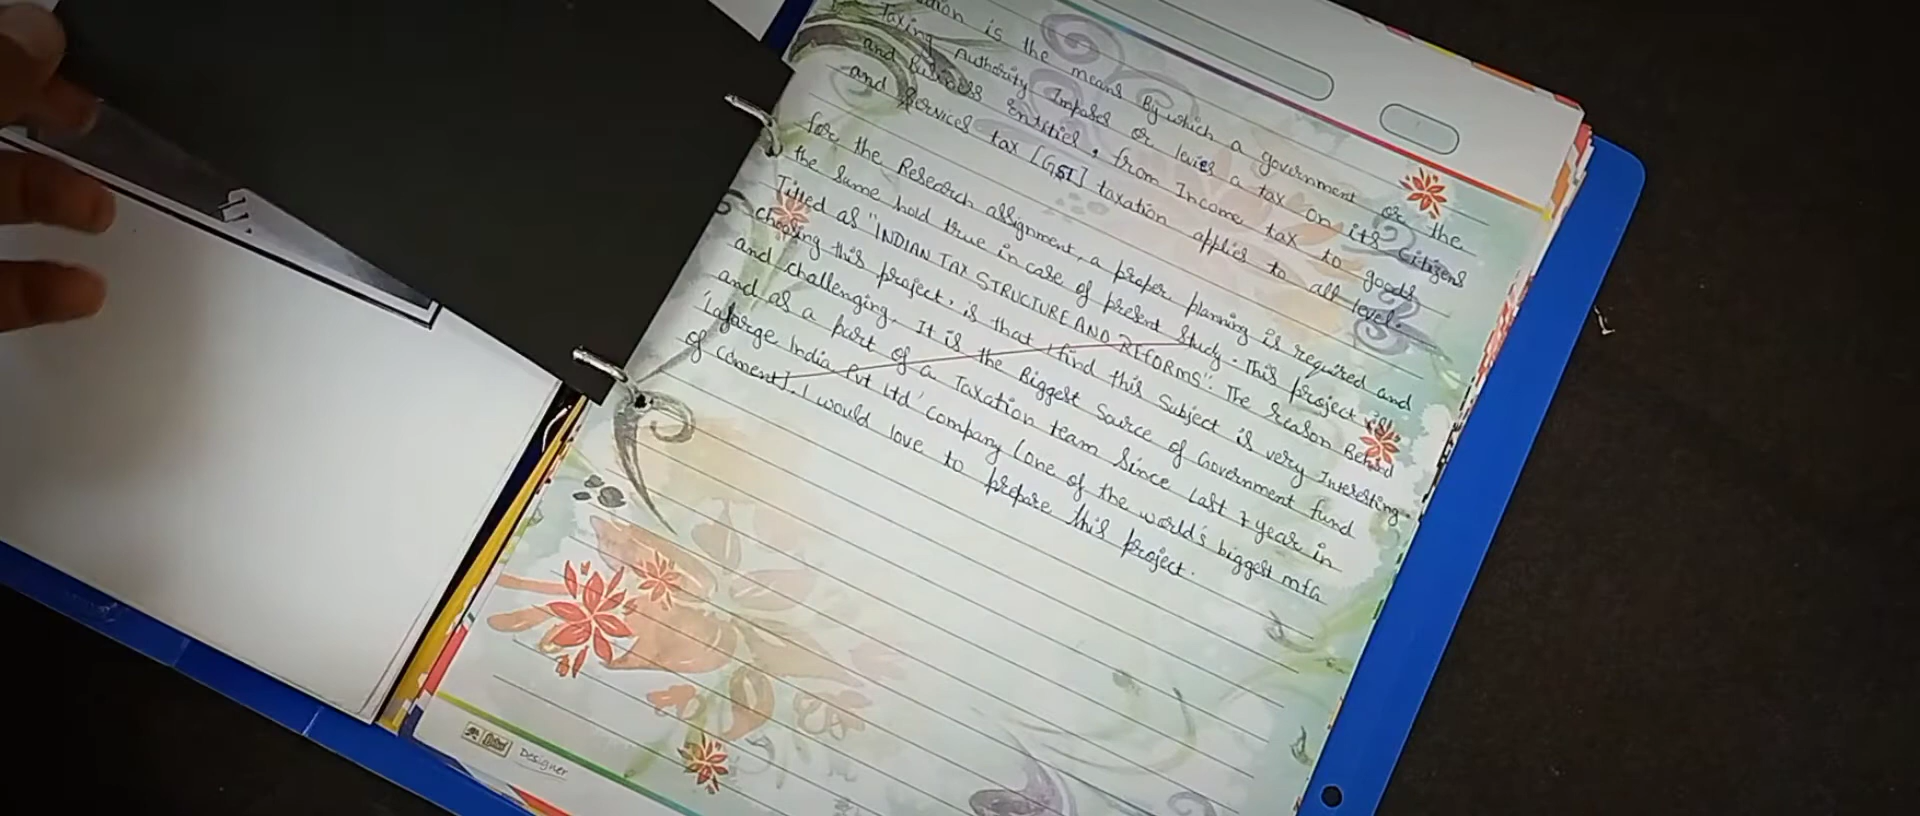 is the means By which a government or the
Taxing Authority Imposes or levies a tax on its Citizens
and Business Entities, from Income tax to goods
and Services tax [GST] taxation applies to all level.
for the Research assignment, a proper planning is required and
the same hold true in case of present Study. This project is
Titled as "INDIAN TAX STRUCTURE AND REFORMS". The Reason Behind
choosing this project, is that I find this Subject is very Interesting.
and challenging. It is the Biggest Source of Government fund
and as a part of a Taxation team Since Last 7 year in
'Lafarge India Pvt Ltd' company (one of the world's biggest mfg
of cement]. I would love to prepare this project.
Designer